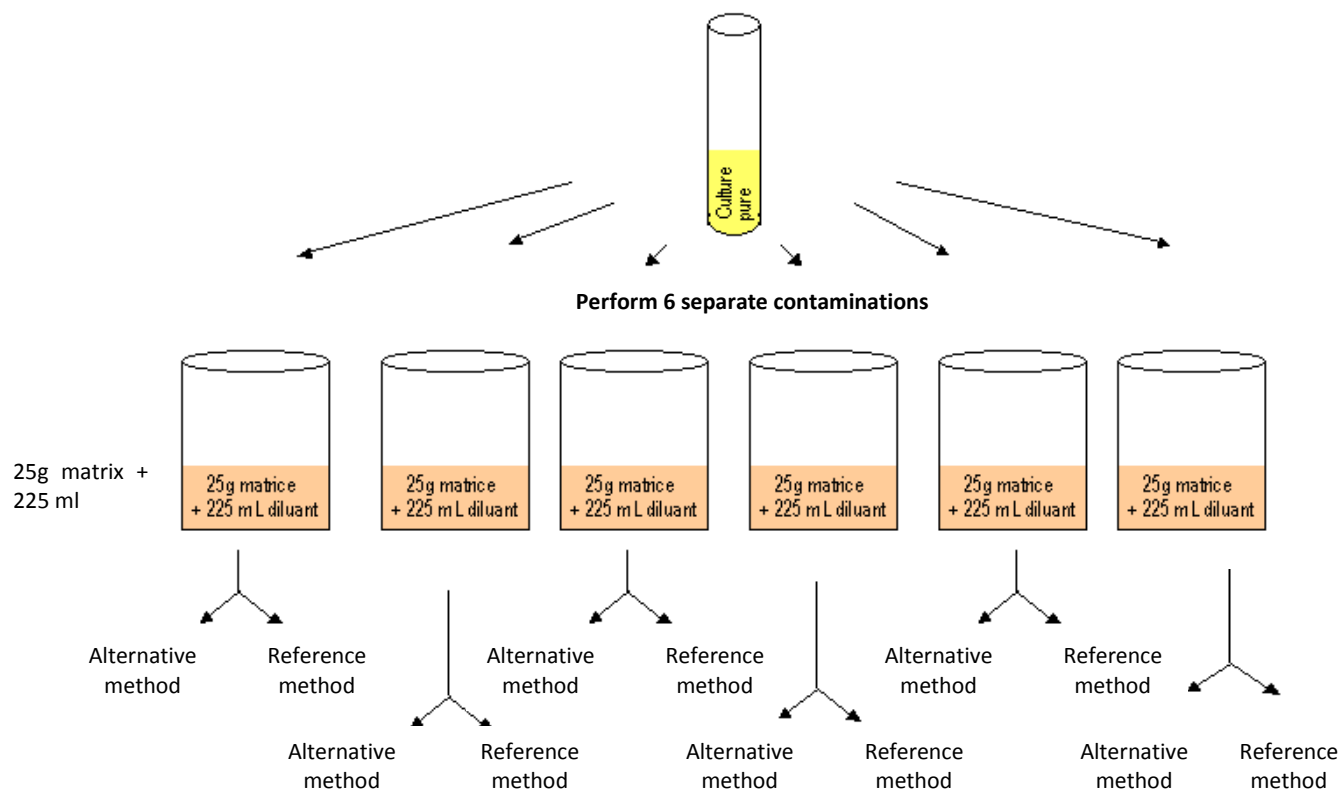 Culture
pure
Perform 6 separate contaminations
25g matrix +
225 ml
25g matrice
+ 225 mL diluant
25g matrice
+ 225 mL diluant
25g matrice
+ 225 mL diluant
25g matrice
+ 225 mL diluant
25g matrice
+ 225 mL diluant
25g matrice
+ 225 mL diluant
Alternative
method
Reference
method
Alternative
method
Reference
method
Alternative
method
Reference
method
Alternative
method
Reference
method
Alternative
method
Reference
method
Alternative
method
Reference
method